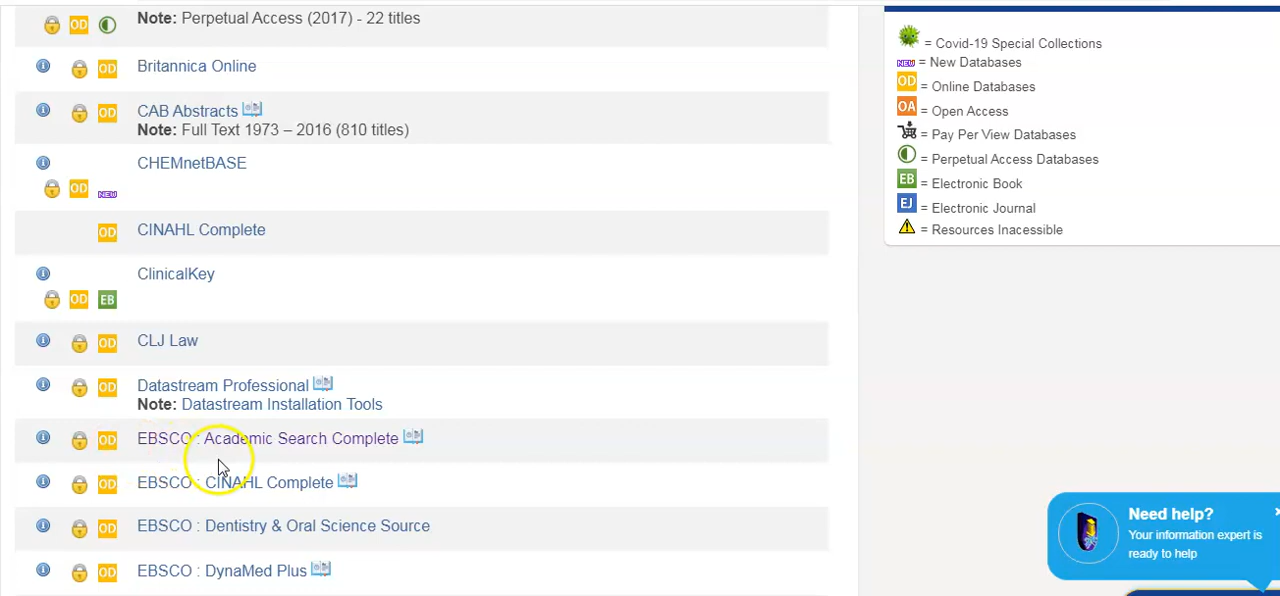 OD Note: Perpetual Access (2017) - 22 titles
OD Britannica Online
OD CAB Abstracts
Note: Full Text 1973 – 2016 (810 titles)
CHEMnetBASE
OD NEW
OD CINAHL Complete
ClinicalKey
OD EB
OD CLJ Law
OD Datastream Professional
Note: Datastream Installation Tools
OD EBSCO : Academic Search Complete
OD EBSCO : CINAHL Complete
OD EBSCO : Dentistry & Oral Science Source
OD EBSCO : DynaMed Plus
= Covid-19 Special Collections
NEW = New Databases
OD = Online Databases
OA = Open Access
= Pay Per View Databases
= Perpetual Access Databases
EB = Electronic Book
EJ = Electronic Journal
= Resources Inacessible
Need help?
Your information expert is
ready to help